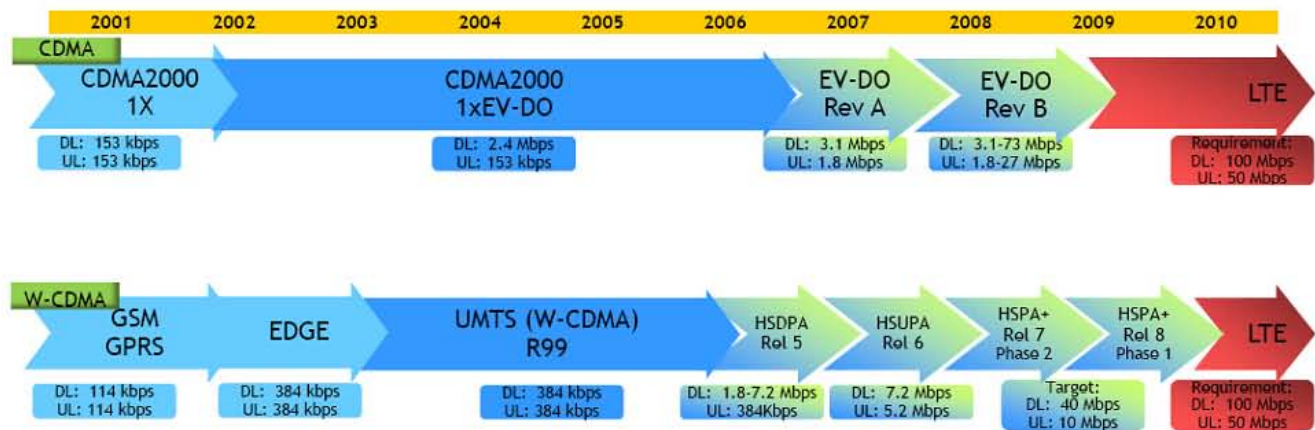 2001 2002 2003 2004 2005 2006 2007 2008 2009 2010
CDMA
CDMA2000
1X
CDMA2000
1xEV-DO
EV-DO
Rev A
EV-DO
Rev B
LTE
DL: 153 kbps
UL: 153 kbps
DL: 2.4 Mbps
UL: 153 kbps
DL: 3.1 Mbps
UL: 1.8 Mbps
DL: 3.1-73 Mbps
UL: 1.8-27 Mbps
Requirement:
DL: 100 Mbps
UL: 50 Mbps
W-CDMA
GSM
GPRS
EDGE
UMTS (W-CDMA)
R99
HSDPA
Rel 5
HSUPA
Rel 6
HSPA+
Rel 7
Phase 2
HSPA+
Rel 8
Phase 1
LTE
DL: 114 kbps
UL: 114 kbps
DL: 384 kbps
UL: 384 kbps
DL: 384 kbps
UL: 384 kbps
DL: 1.8-7.2 Mbps
UL: 384Kbps
DL: 7.2 Mbps
UL: 5.2 Mbps
Target:
DL: 40 Mbps
UL: 10 Mbps
Requirement:
DL: 100 Mbps
UL: 50 Mbps